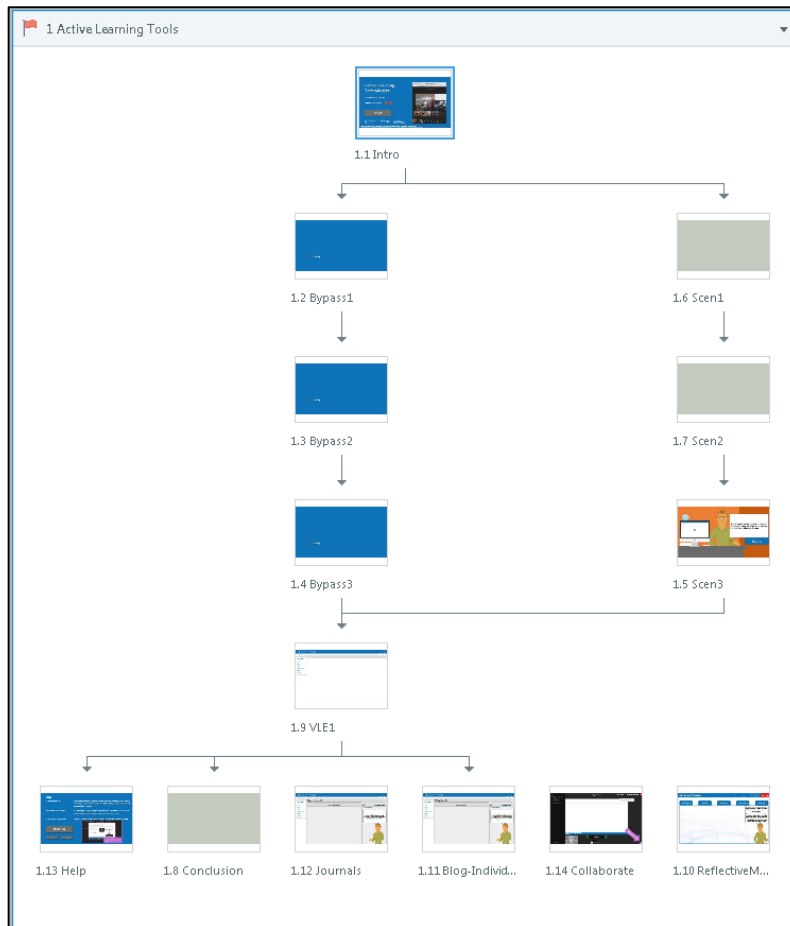 1 Active Learning Tools
1.1 Intro
1.2 Bypass1
1.6 Scen1
1.3 Bypass2
1.7 Scen2
1.4 Bypass3
1.5 Scen3
1.9 VLE1
1.13 Help
1.8 Conclusion
1.12 Journals
1.11 Blog-Individ...
1.14 Collaborate
1.10 ReflectiveM...